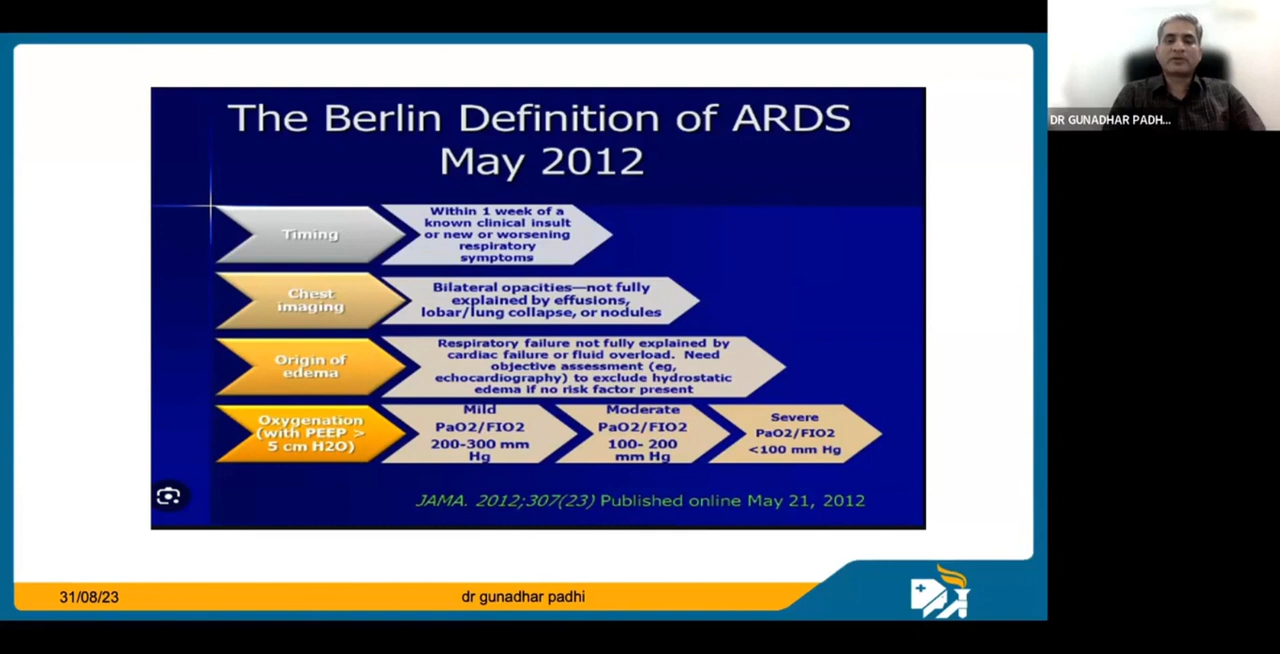 The Berlin Definition of ARDS
May 2012
Timing
Within 1 week of a
known clinical insult
or new or worsening
respiratory
symptoms
Chest
imaging
Bilateral opacities—not fully
explained by effusions,
lobar/lung collapse, or nodules
Origin of
edema
Respiratory failure not fully explained by
cardiac failure or fluid overload. Need
objective assessment (eg,
echocardiography) to exclude hydrostatic
edema if no risk factor present
Oxygenation
(with PEEP >
5 cm H2O)
Mild
PaO2/FIO2
200-300 mm
Hg
Moderate
PaO2/FIO2
100- 200
mm Hg
Severe
PaO2/FIO2
<100 mm Hg
JAMA. 2012;307(23) Published online May 21, 2012
31/08/23
dr gunadhar padhi
DR GUNADHAR PADH...